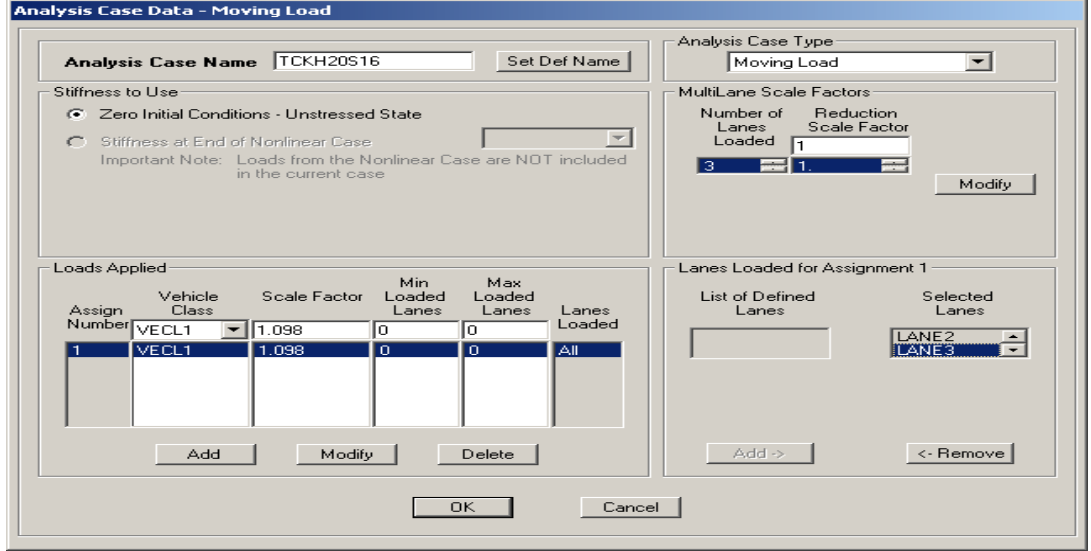 Analysis Case Data - Moving Load
Analysis Case Name TCKH20S16 Set Def Name
Analysis Case Type
Moving Load
Stiffness to Use
Zero Initial Conditions - Unstressed State
Stiffness at End of Nonlinear Case
Important Note: Loads from the Nonlinear Case are NOT included
in the current case
MultiLane Scale Factors
Number of Reduction
Lanes Scale Factor
Loaded 1
3 1.
Modify
Loads Applied
Min Max
Vehicle Scale Factor Loaded Loaded
Assign Class Lanes Lanes Lanes
Number VECL1 1.098 0 0 Loaded
1 VECL1 1.098 0 0 All
Add Modify Delete
Lanes Loaded for Assignment 1
List of Defined Selected
Lanes Lanes
LANE2
LANE3
Add -> <- Remove
OK Cancel